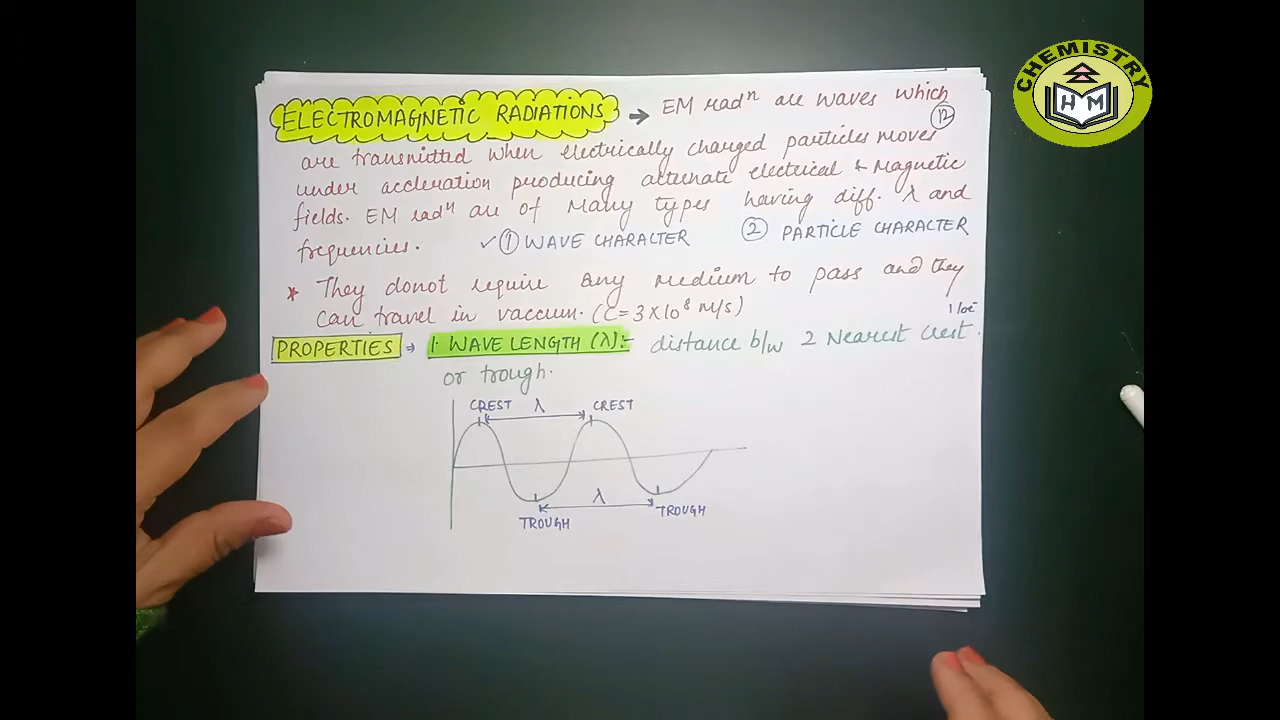 ELECTROMAGNETIC RADIATIONS → EM radⁿ are waves which
12
are transmitted when electrically charged particles moves
under accleration producing alternate electrical & Magnetic
fields. EM radⁿ are of Many types having diff. λ and
frequencies. ✓① WAVE CHARACTER ② PARTICLE CHARACTER
* They donot require any medium to pass and they
can travel in vaccum. (C = 3×10⁸ M/s)
PROPERTIES ⇒ 1. WAVE LENGTH (λ):- distance b/w 2 Nearest crest.
or trough.
CREST λ CREST
λ
TROUGH TROUGH
CHEMISTRY
H M